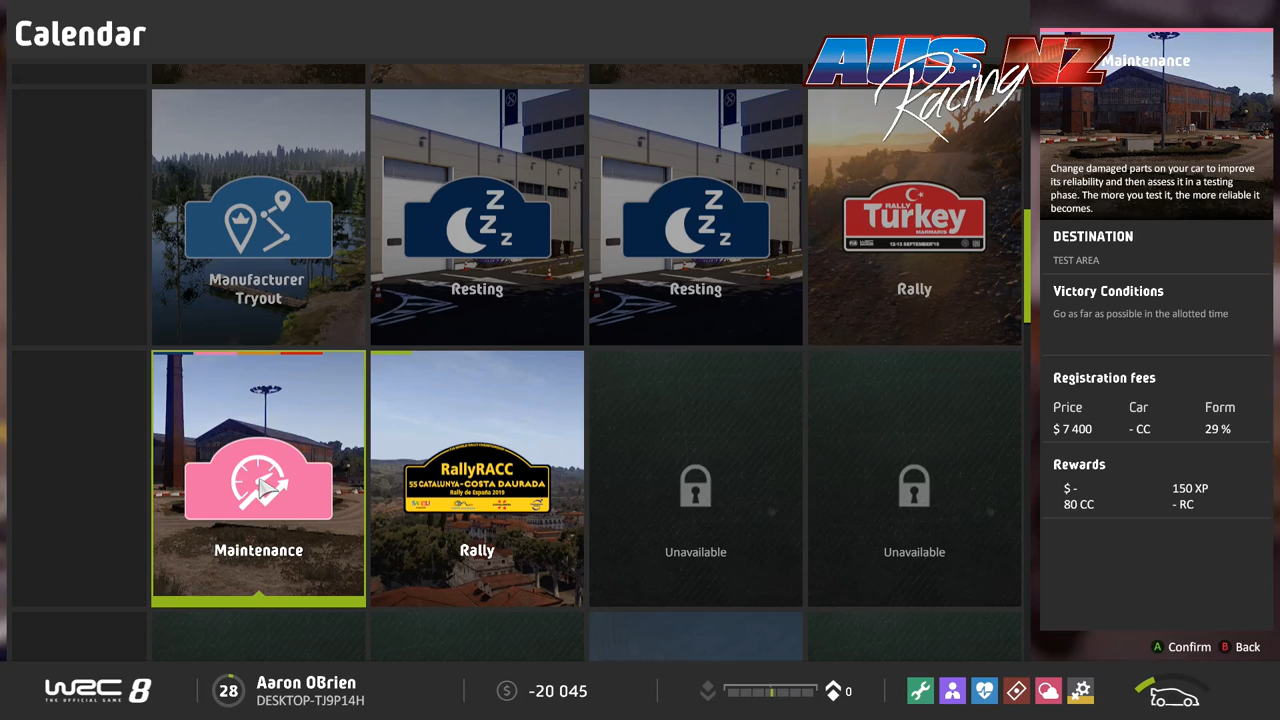 Calendar
AUS NZ
Racing
Manufacturer
Tryout
Z
Z
Z
Resting
Z
Z
Z
Resting
RALLY
Turkey
MARMARIS
Rally
Maintenance
RallyRACC
55 CATALUNYA-COSTA DAURADA
Rally de España 2019
Rally
Unavailable
Unavailable
Maintenance
Change damaged parts on your car to improve
its reliability and then assess it in a testing
phase. The more you test it, the more reliable it
becomes.
DESTINATION
TEST AREA
Victory Conditions
Go as far as possible in the allotted time
Registration fees
Price Car Form
$ 7 400 - CC 29 %
Rewards
$ - 150 XP
80 CC - RC
A Confirm B Back
WRC 8
THE OFFICIAL GAME
28
Aaron OBrien
DESKTOP-TJ9P14H
$ -20 045
0